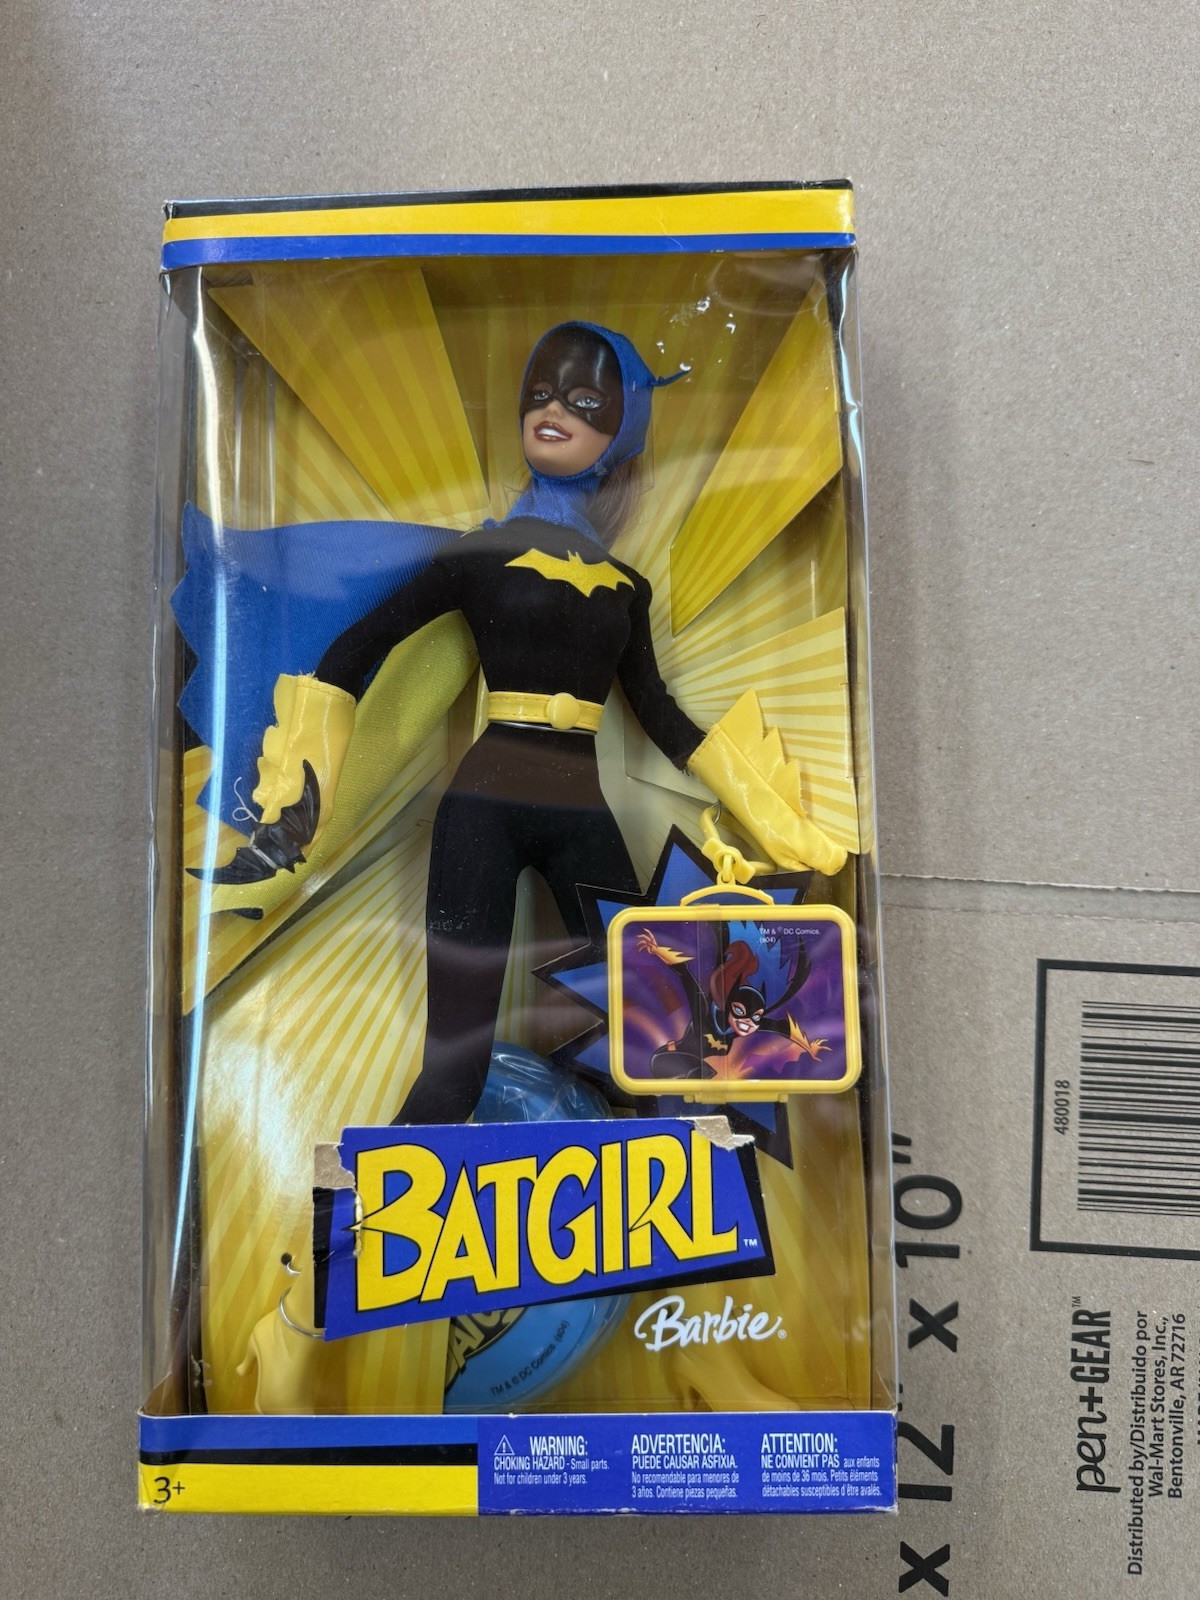 TM & © DC Comics.
(s04)
BATGIRL™
Barbie®
TM & © DC Comics (s04)
3+
WARNING:
CHOKING HAZARD - Small parts.
Not for children under 3 years.
ADVERTENCIA:
PUEDE CAUSAR ASFIXIA.
No recomendable para menores de
3 años. Contiene piezas pequeñas.
ATTENTION:
NE CONVIENT PAS aux enfants
de moins de 36 mois. Petits éléments
détachables susceptibles d'être avalés.
x 12" x 10"
480018
pen+GEAR™
Distributed by/Distribuido por
Wal-Mart Stores, Inc.,
Bentonville, AR 72716